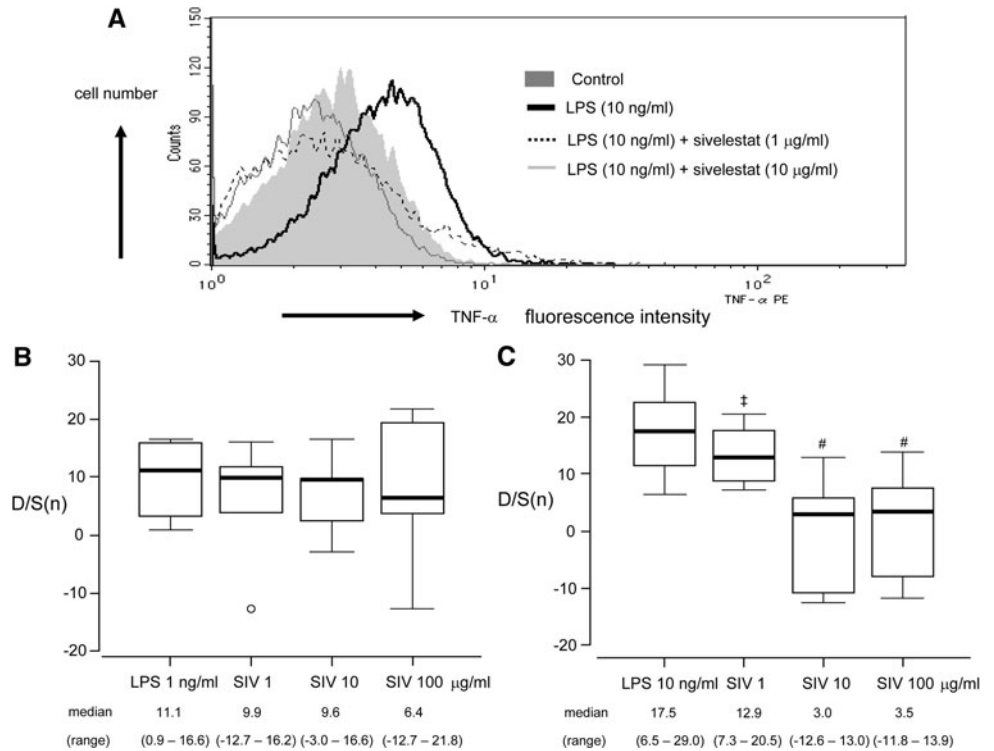 A
cell number
Counts
150
120
90
60
30
0
Control
LPS (10 ng/ml)
LPS (10 ng/ml) + sivelestat (1 μg/ml)
LPS (10 ng/ml) + sivelestat (10 μg/ml)
10⁰ 10¹ 10²
TNF-α PE
TNF-α fluorescence intensity
B
D/S(n)
30
20
10
0
-10
-20
LPS 1 ng/ml SIV 1 SIV 10 SIV 100 μg/ml
median 11.1 9.9 9.6 6.4
(range) (0.9 – 16.6) (-12.7 – 16.2) (-3.0 – 16.6) (-12.7 – 21.8)
C
D/S(n)
30
20
10
0
-10
-20
‡ # #
LPS 10 ng/ml SIV 1 SIV 10 SIV 100 μg/ml
median 17.5 12.9 3.0 3.5
(range) (6.5 – 29.0) (7.3 – 20.5) (-12.6 – 13.0) (-11.8 – 13.9)